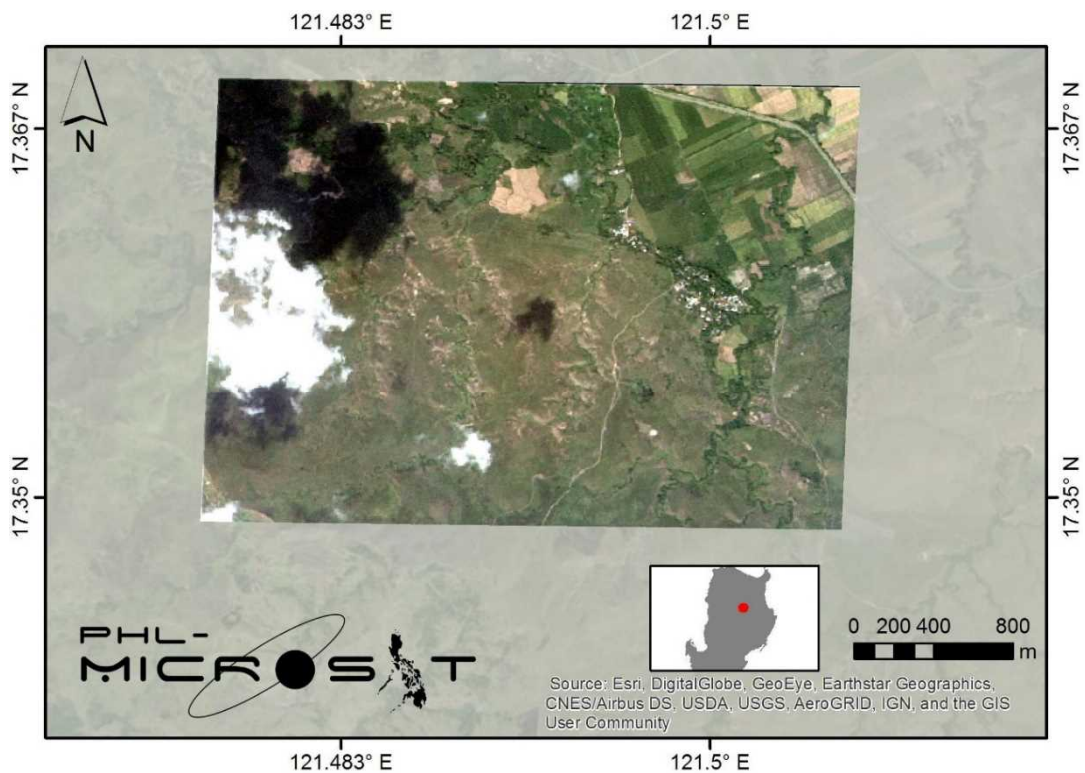 121.483° E
121.5° E
17.367° N
17.367° N
N
17.35° N
17.35° N
PHL-
MICROSAT
0 200 400 800
m
Source: Esri, DigitalGlobe, GeoEye, Earthstar Geographics,
CNES/Airbus DS, USDA, USGS, AeroGRID, IGN, and the GIS
User Community
121.483° E
121.5° E